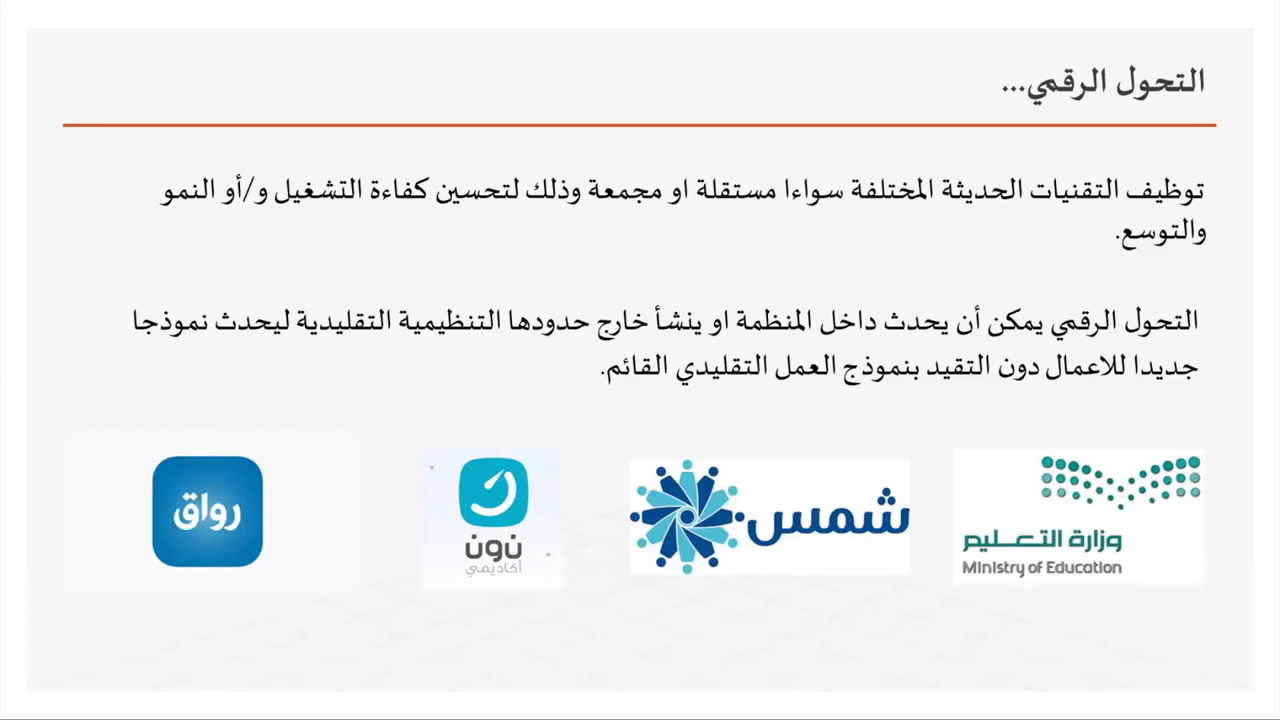 التحول الرقمي...
توظيف التقنيات الحديثة المختلفة سواءا مستقلة او مجمعة وذلك لتحسين كفاءة التشغيل و/أو النمو
والتوسع.
التحول الرقمي يمكن أن يحدث داخل المنظمة او ينشأ خارج حدودها التنظيمية التقليدية ليحدث نموذجا
جديدا للاعمال دون التقيد بنموذج العمل التقليدي القائم.
وزارة التعليم
Ministry of Education
شمس
نون
أكاديمي
رواق